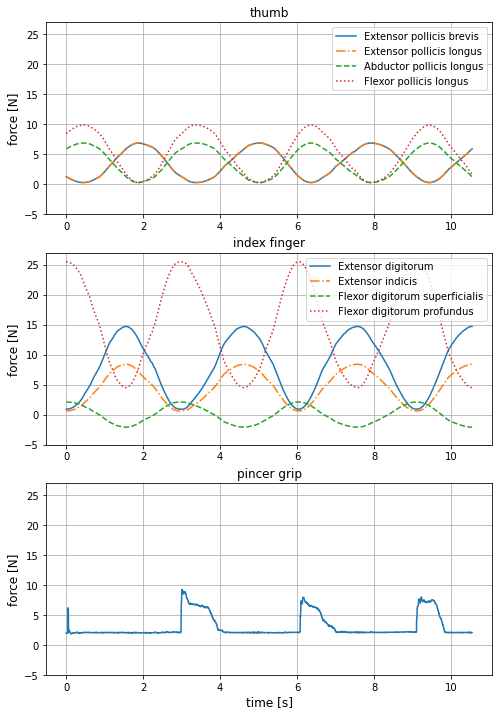 thumb
Extensor pollicis brevis
Extensor pollicis longus
Abductor pollicis longus
Flexor pollicis longus
force [N]
25
20
15
10
5
0
−5
0 2 4 6 8 10
index finger
Extensor digitorum
Extensor indicis
Flexor digitorum superficialis
Flexor digitorum profundus
force [N]
25
20
15
10
5
0
−5
0 2 4 6 8 10
pincer grip
force [N]
25
20
15
10
5
0
−5
0 2 4 6 8 10
time [s]